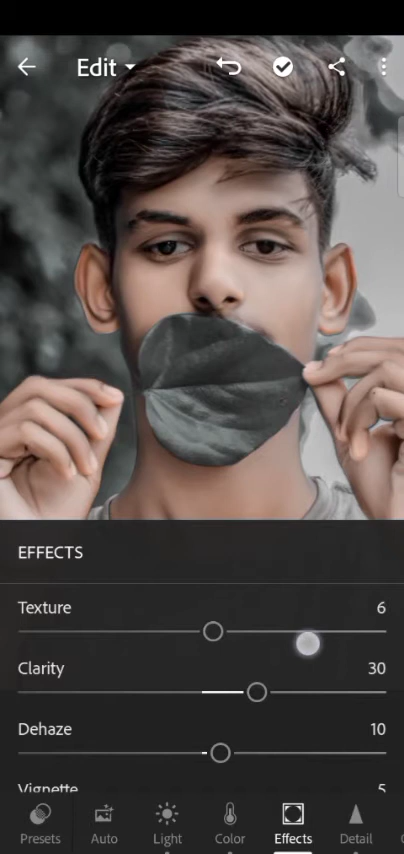 Edit
EFFECTS
Texture 6
Clarity 30
Dehaze 10
Vignette 5
Presets Auto Light Color Effects Detail